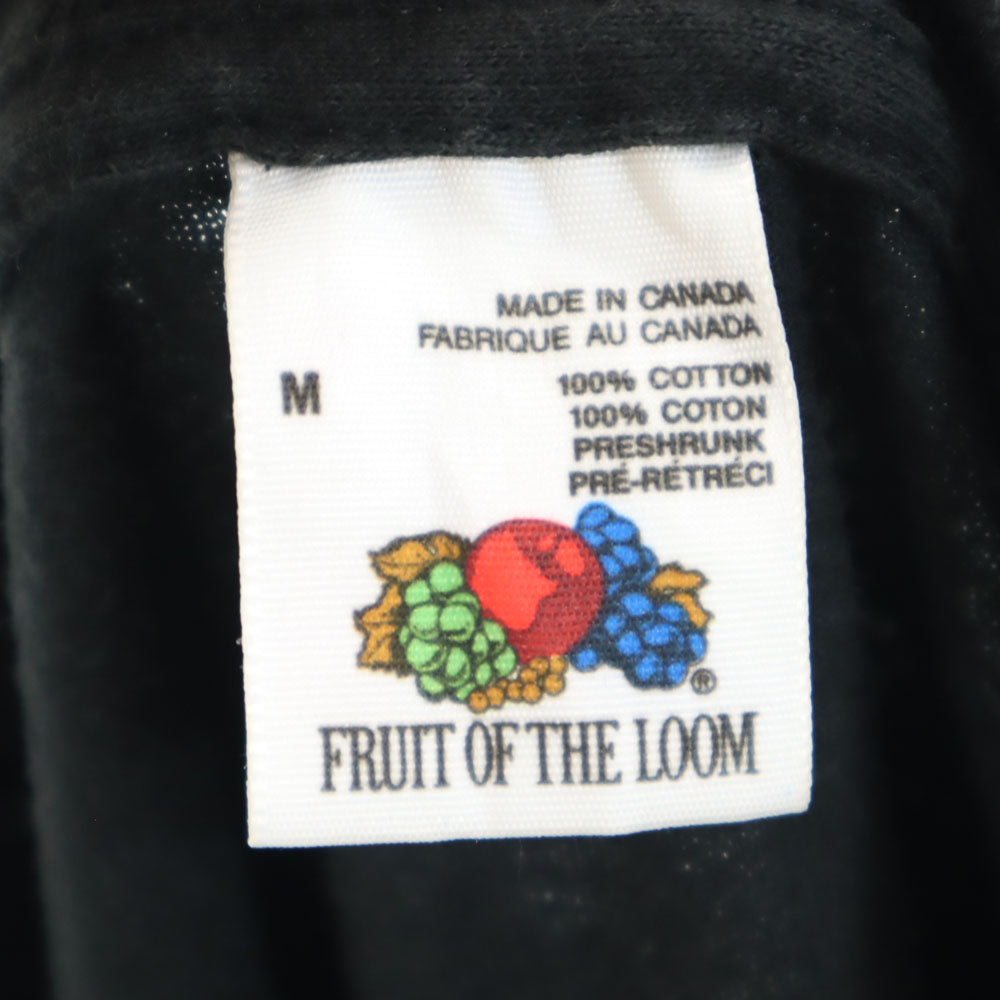 MADE IN CANADA
FABRIQUE AU CANADA
M
100% COTTON
100% COTON
PRESHRUNK
PRÉ-RÉTRÉCI
®
FRUIT OF THE LOOM